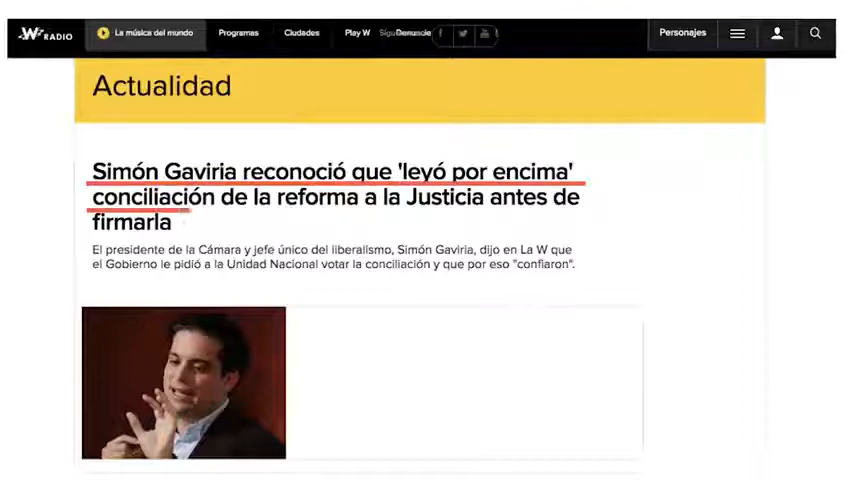 W RADIO
La música del mundo
Programas
Ciudades
Play W
Denuncie
f
Personajes
Actualidad
Simón Gaviria reconoció que 'leyó por encima'
conciliación de la reforma a la Justicia antes de
firmarla
El presidente de la Cámara y jefe único del liberalismo, Simón Gaviria, dijo en La W que
el Gobierno le pidió a la Unidad Nacional votar la conciliación y que por eso "confiaron".